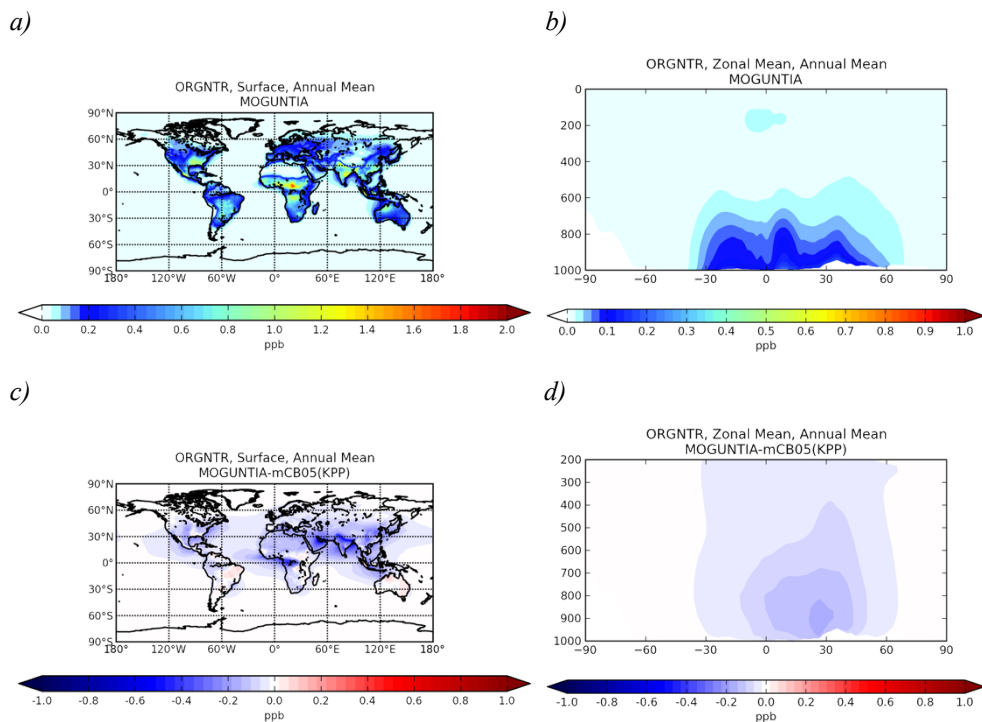 a)
ORGNTR, Surface, Annual Mean
MOGUNTIA
90°N
60°N
30°N
0°
30°S
60°S
90°S
180° 120°W 60°W 0° 60°E 120°E 180°
0.0 0.2 0.4 0.6 0.8 1.0 1.2 1.4 1.6 1.8 2.0
ppb
b)
ORGNTR, Zonal Mean, Annual Mean
MOGUNTIA
0
200
400
600
800
1000
−90 −60 −30 0 30 60 90
0.0 0.1 0.2 0.3 0.4 0.5 0.6 0.7 0.8 0.9 1.0
ppb
c)
ORGNTR, Surface, Annual Mean
MOGUNTIA-mCB05(KPP)
90°N
60°N
30°N
0°
30°S
60°S
90°S
180° 120°W 60°W 0° 60°E 120°E 180°
-1.0 -0.8 -0.6 -0.4 -0.2 0.0 0.2 0.4 0.6 0.8 1.0
ppb
d)
ORGNTR, Zonal Mean, Annual Mean
MOGUNTIA-mCB05(KPP)
200
300
400
500
600
700
800
900
1000
−90 −60 −30 0 30 60 90
-1.0 -0.8 -0.6 -0.4 -0.2 0.0 0.2 0.4 0.6 0.8 1.0
ppb